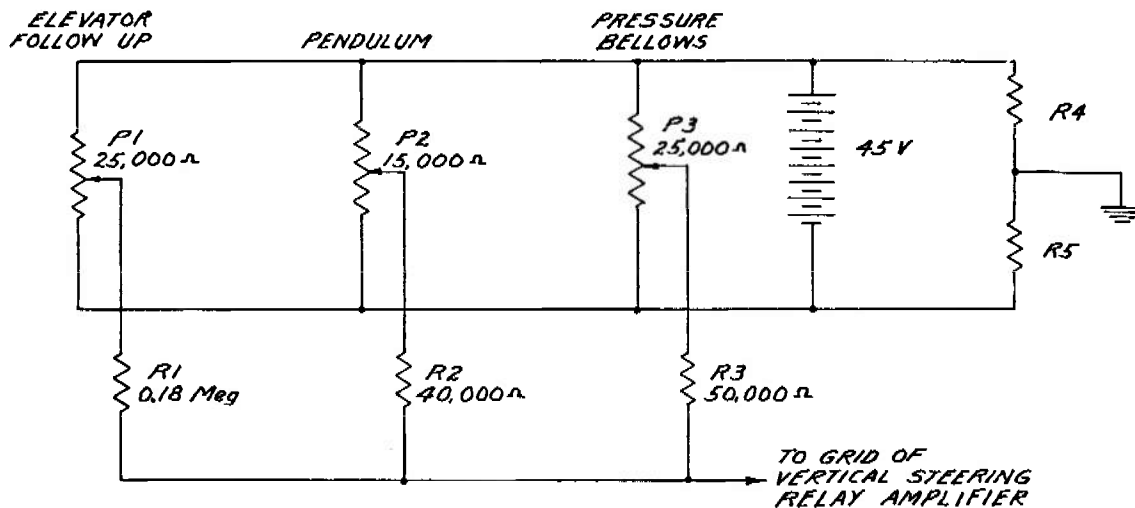 ELEVATOR
FOLLOW UP
PENDULUM
PRESSURE
BELLOWS
P1
25,000 Ω
P2
15,000 Ω
P3
25,000 Ω
45 V
R4
R5
R1
0.18 Meg
R2
40,000 Ω
R3
50,000 Ω
TO GRID OF
VERTICAL STEERING
RELAY AMPLIFIER